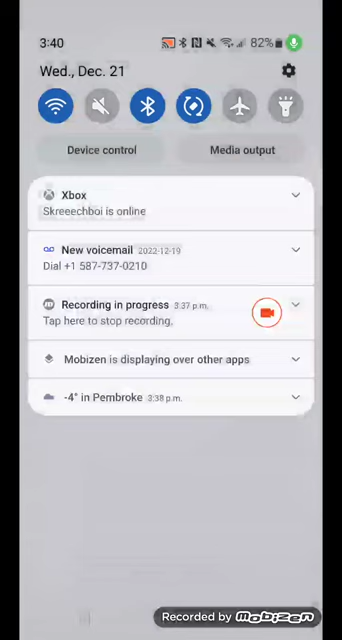 3:40
82%
Wed., Dec. 21
Device control
Media output
Xbox
Skreeechboi is online
New voicemail 2022-12-19
Dial +1 587-737-0210
Recording in progress 3:37 p.m.
Tap here to stop recording.
Mobizen is displaying over other apps
-4° in Pembroke 3:38 p.m.
Recorded by mobizen